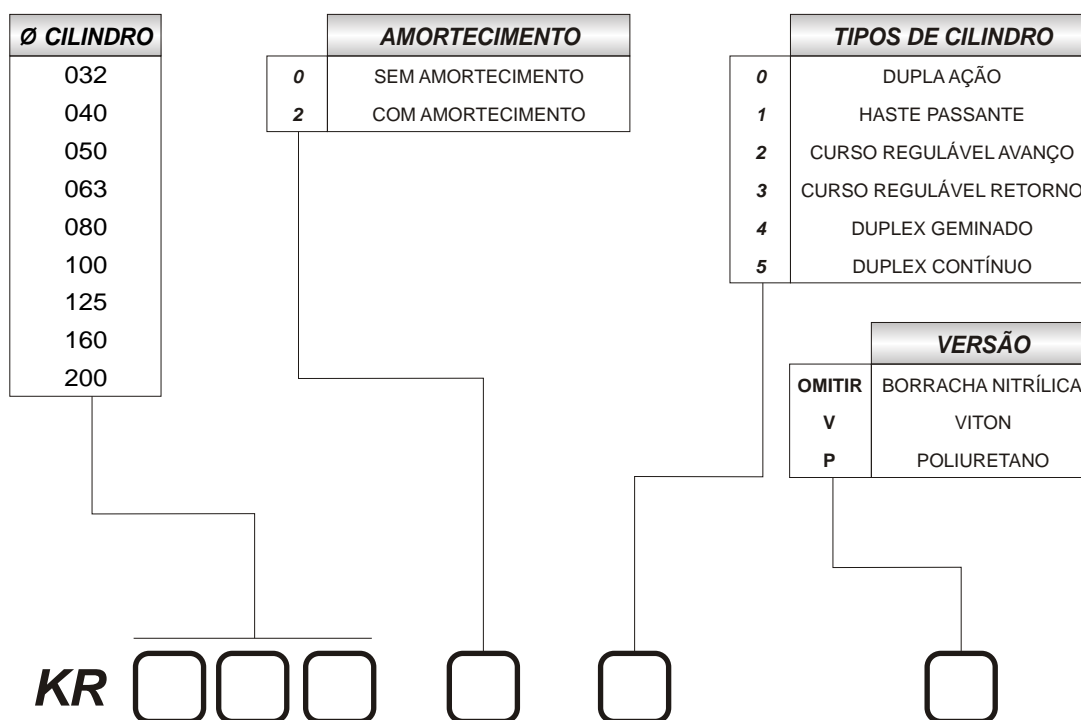 Ø CILINDRO
032
040
050
063
080
100
125
160
200
AMORTECIMENTO
0 SEM AMORTECIMENTO
2 COM AMORTECIMENTO
TIPOS DE CILINDRO
0 DUPLA AÇÃO
1 HASTE PASSANTE
2 CURSO REGULÁVEL AVANÇO
3 CURSO REGULÁVEL RETORNO
4 DUPLEX GEMINADO
5 DUPLEX CONTÍNUO
VERSÃO
OMITIR BORRACHA NITRÍLICA
V VITON
P POLIURETANO
KR